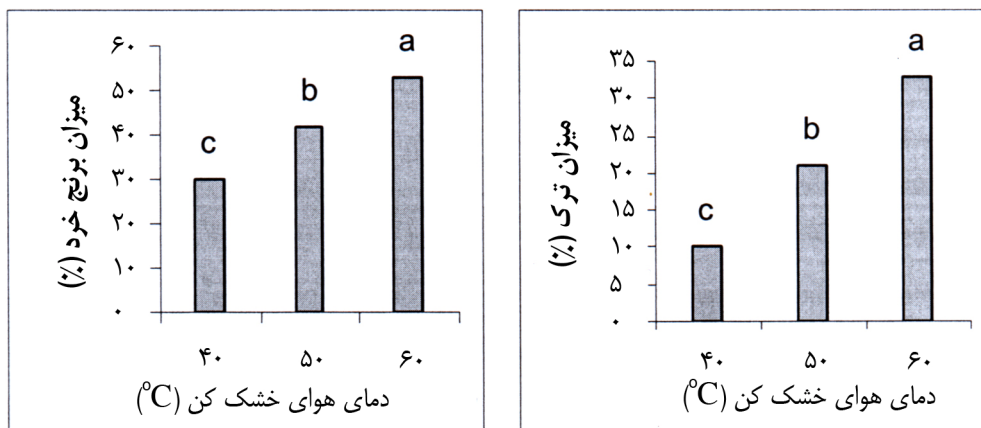 میزان برنج خرد (%)
۶۰
۵۰
۴۰
۳۰
۲۰
۱۰
۰
a
b
c
۴۰ ۵۰ ۶۰
دمای هوای خشک کن (°C)
میزان ترک (%)
۳۵
۳۰
۲۵
۲۰
۱۵
۱۰
۵
۰
a
b
c
۴۰ ۵۰ ۶۰
دمای هوای خشک کن (°C)